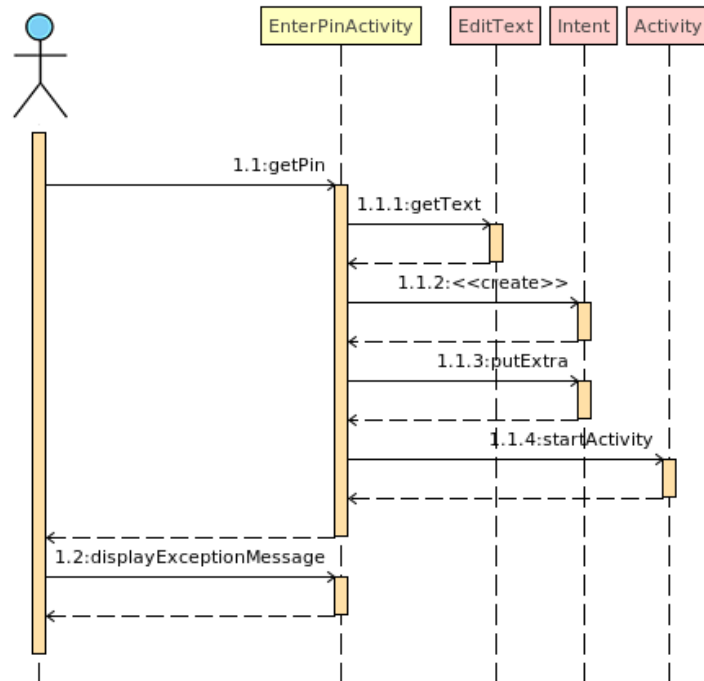 EnterPinActivity
EditText
Intent
Activity
1.1:getPin
1.1.1:getText
1.1.2:<<create>>
1.1.3:putExtra
1.1.4:startActivity
1.2:displayExceptionMessage